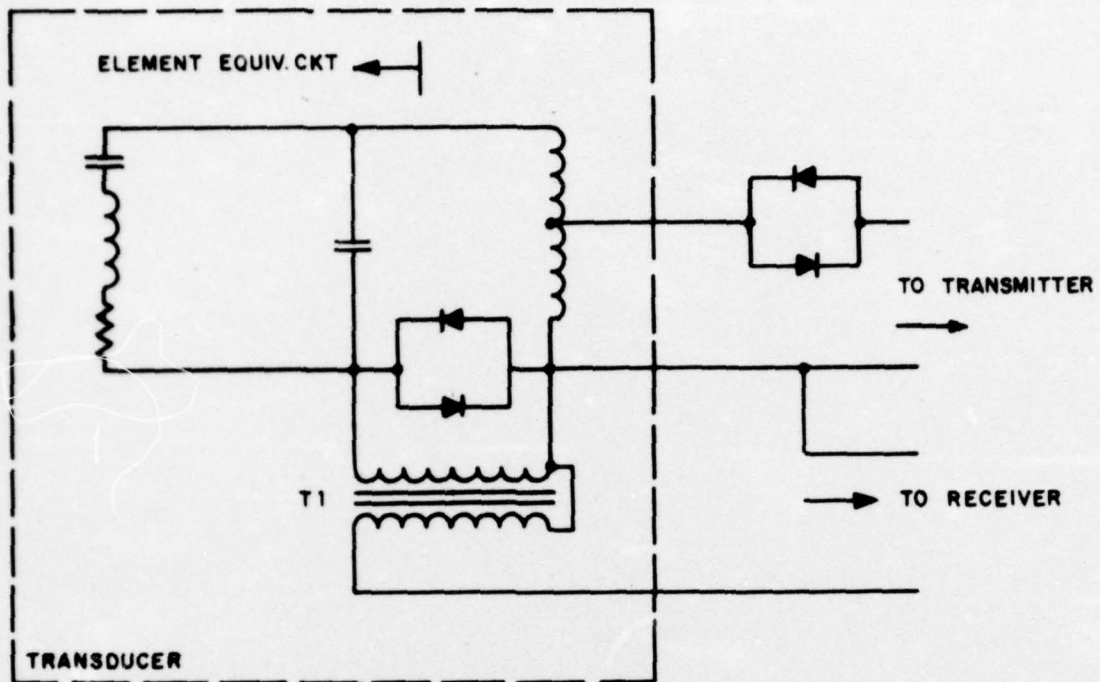 ELEMENT EQUIV. CKT
TO TRANSMITTER
T1
TO RECEIVER
TRANSDUCER